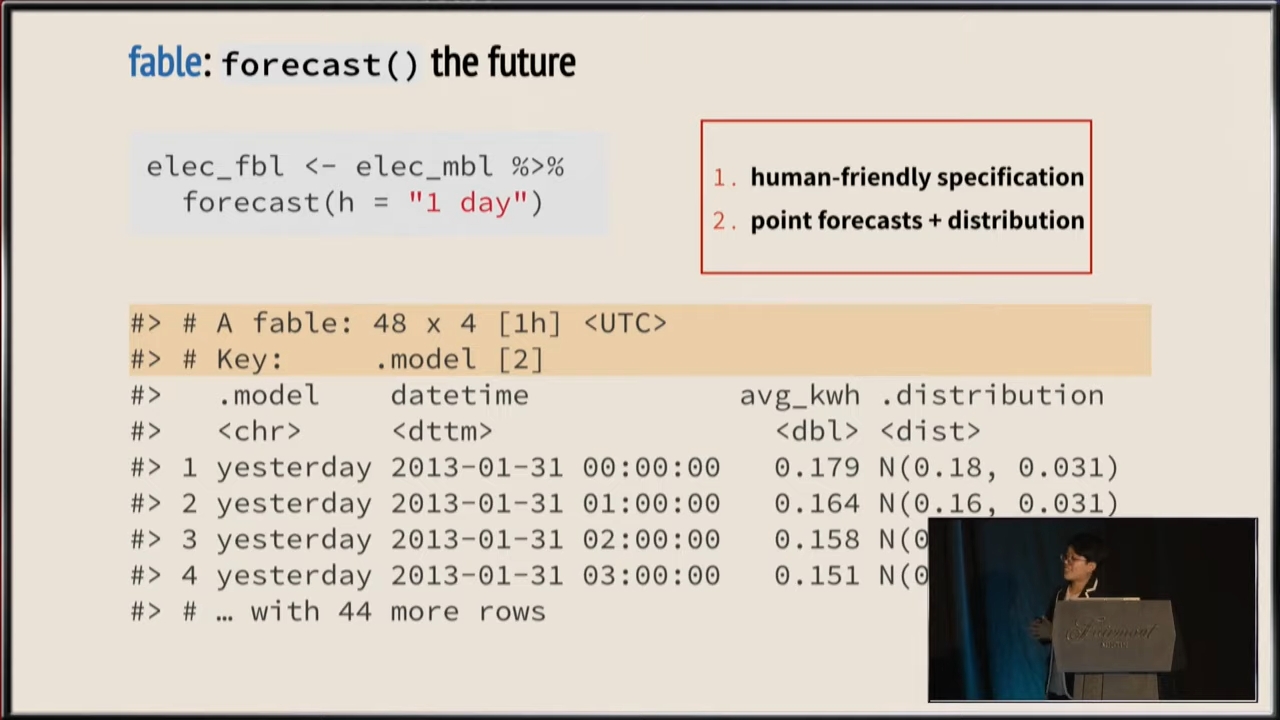 fable: forecast() the future
elec_fbl <- elec_mbl %>%
forecast(h = "1 day")
1. human-friendly specification
2. point forecasts + distribution
#> # A fable: 48 x 4 [1h] <UTC>
#> # Key: .model [2]
#> .model datetime avg_kwh .distribution
#> <chr> <dttm> <dbl> <dist>
#> 1 yesterday 2013-01-31 00:00:00 0.179 N(0.18, 0.031)
#> 2 yesterday 2013-01-31 01:00:00 0.164 N(0.16, 0.031)
#> 3 yesterday 2013-01-31 02:00:00 0.158 N(0
#> 4 yesterday 2013-01-31 03:00:00 0.151 N(0
#> # … with 44 more rows
Fairmont